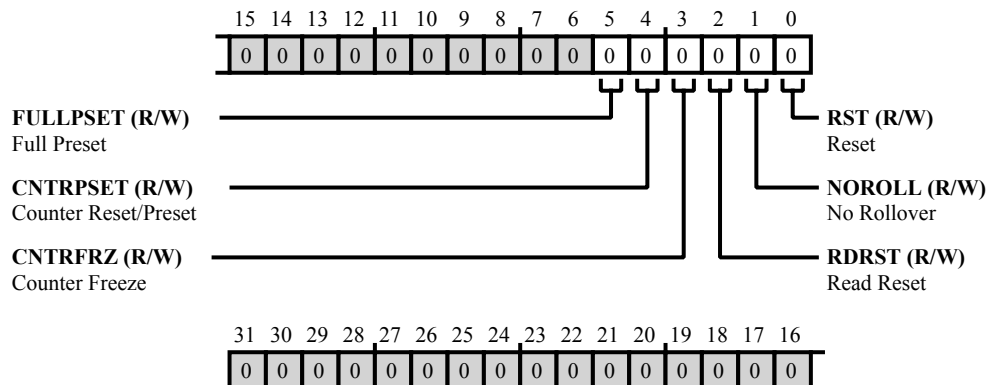 15 14 13 12 11 10 9 8 7 6 5 4 3 2 1 0
0 0 0 0 0 0 0 0 0 0 0 0 0 0 0 0
FULLPSET (R/W)
Full Preset
CNTRPSET (R/W)
Counter Reset/Preset
CNTRFRZ (R/W)
Counter Freeze
RST (R/W)
Reset
NOROLL (R/W)
No Rollover
RDRST (R/W)
Read Reset
31 30 29 28 27 26 25 24 23 22 21 20 19 18 17 16
0 0 0 0 0 0 0 0 0 0 0 0 0 0 0 0